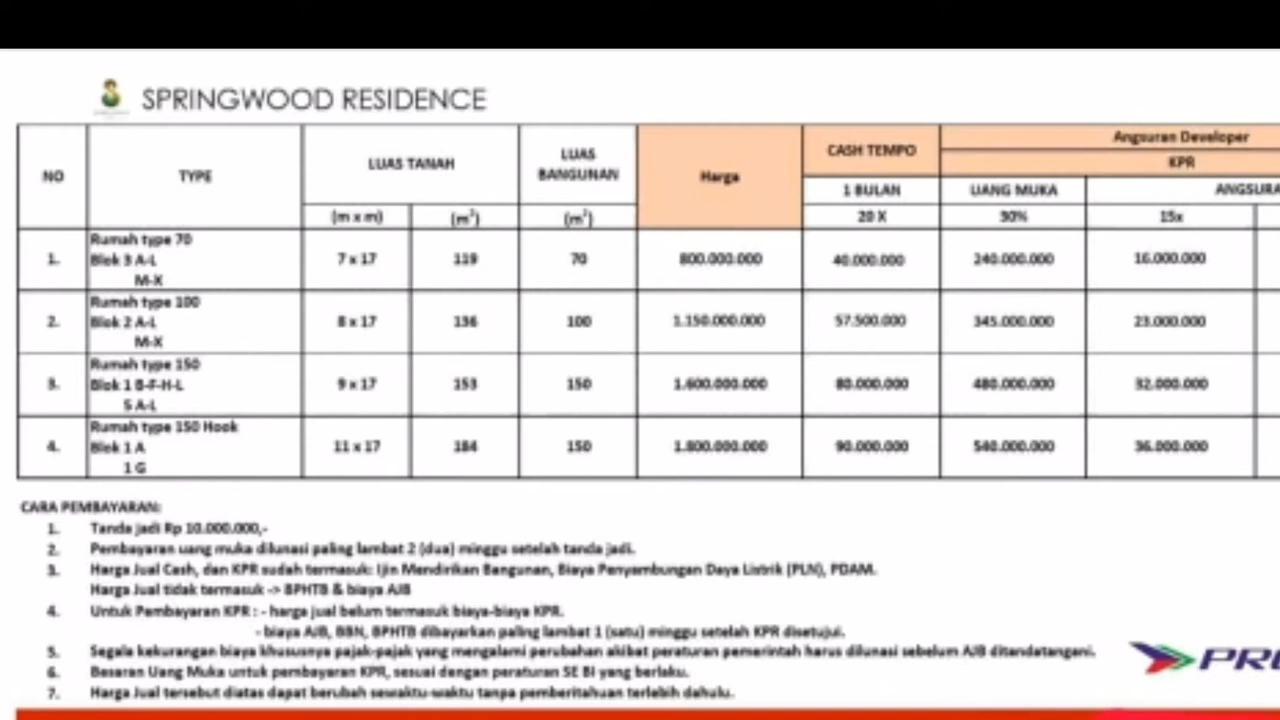 SPRINGWOOD RESIDENCE
NO TYPE LUAS TANAH LUAS BANGUNAN Harga CASH TEMPO Angsuran Developer
KPR
1 BULAN UANG MUKA
(m x m) (m²) (m²) 20 X 30% 15x
1. Rumah type 70 7 x 17 119 70 800.000.000 40.000.000 240.000.000 16.000.000
Blok 3 A-L
M-X
2. Rumah type 100 8 x 17 136 100 1.150.000.000 57.500.000 345.000.000 23.000.000
Blok 2 A-L
M-X
3. Rumah type 150 9 x 17 153 150 1.600.000.000 80.000.000 480.000.000 32.000.000
Blok 1 B-F-H-L
5 A-L
4. Rumah type 150 Hook 11 x 17 184 150 1.800.000.000 90.000.000 540.000.000 36.000.000
Blok 1 A
1 G
CARA PEMBAYARAN:
1. Tanda jadi Rp 10.000.000,-
2. Pembayaran uang muka dilunasi paling lambat 2 (dua) minggu setelah tanda jadi.
3. Harga Jual Cash, dan KPR sudah termasuk: Ijin Mendirikan Bangunan, Biaya Penyambungan Daya Listrik (PLN), PDAM.
Harga Jual tidak termasuk -> BPHTB & biaya AJB
4. Untuk Pembayaran KPR : - harga jual belum termasuk biaya-biaya KPR.
- biaya AJB, BBN, BPHTB dibayarkan paling lambat 1 (satu) minggu setelah KPR disetujui.
5. Segala kekurangan biaya khususnya pajak-pajak yang mengalami perubahan akibat peraturan pemerintah harus dilunasi sebelum AJB ditandatangani.
6. Besaran Uang Muka untuk pembayaran KPR, sesuai dengan peraturan SE BI yang berlaku.
7. Harga Jual tersebut diatas dapat berubah sewaktu-waktu tanpa pemberitahuan terlebih dahulu.